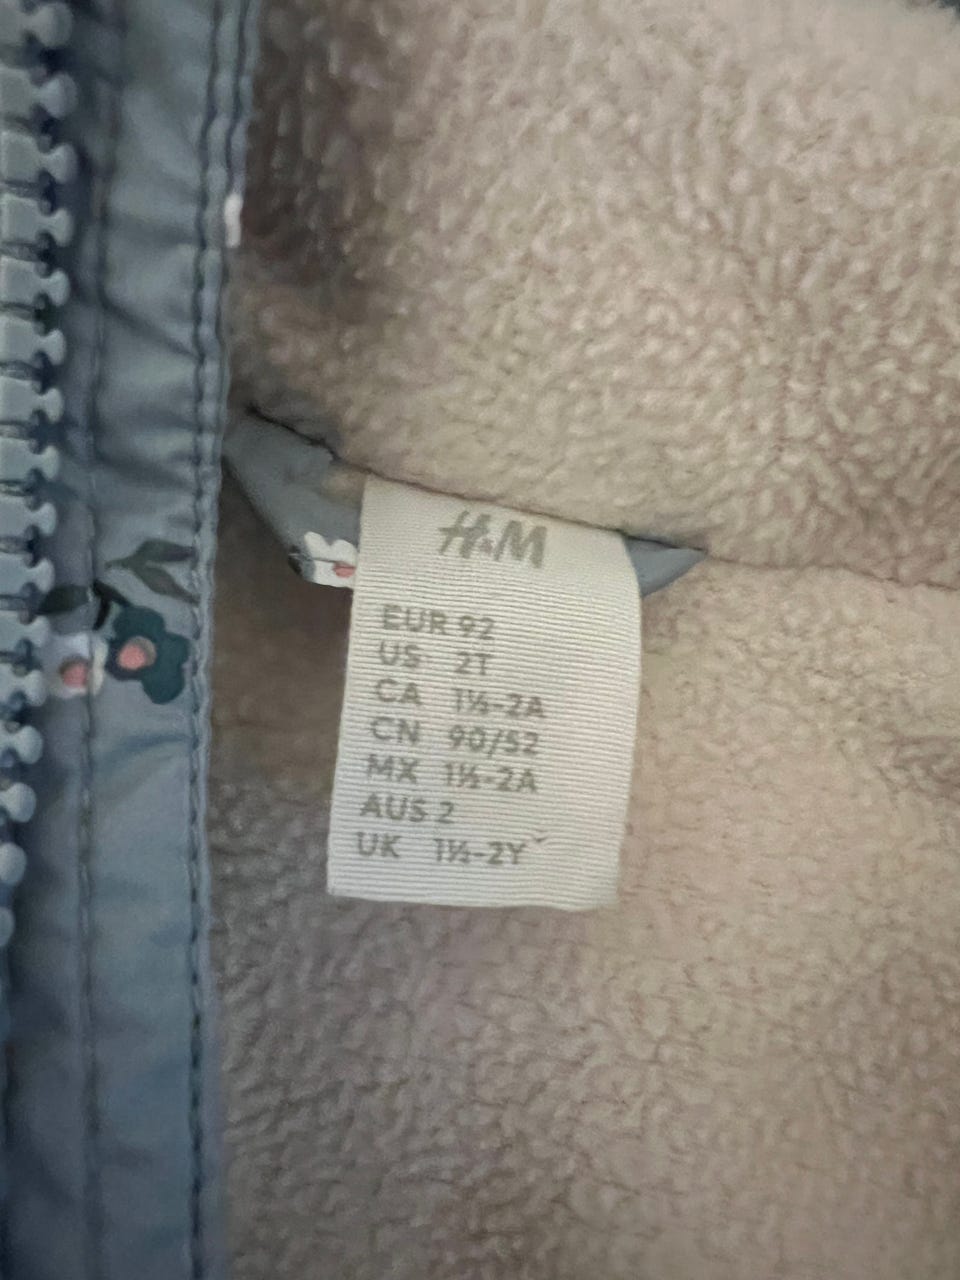 H&M
EUR 92
US 2T
CA 1½-2A
CN 90/52
MX 1½-2A
AUS 2
UK 1½-2Y